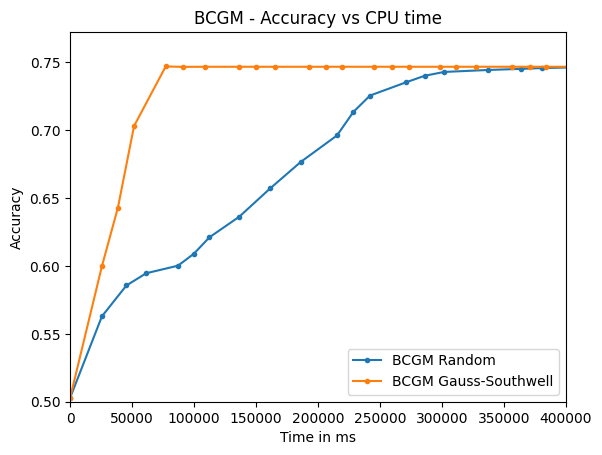 BCGM - Accuracy vs CPU time
Accuracy
0.75
0.70
0.65
0.60
0.55
0.50
0 50000 100000 150000 200000 250000 300000 350000 400000
Time in ms
BCGM Random
BCGM Gauss-Southwell